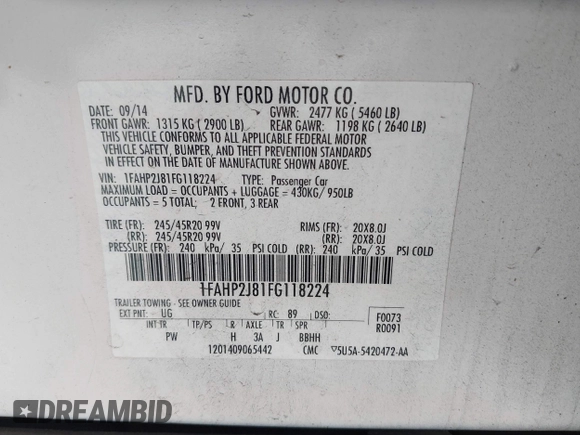 MFD. BY FORD MOTOR CO.
DATE: 09/14 GVWR: 2477 KG ( 5460 LB)
FRONT GAWR: 1315 KG ( 2900 LB) REAR GAWR: 1198 KG ( 2640 LB)
THIS VEHICLE CONFORMS TO ALL APPLICABLE FEDERAL MOTOR
VEHICLE SAFETY, BUMPER, AND THEFT PREVENTION STANDARDS
IN EFFECT ON THE DATE OF MANUFACTURE SHOWN ABOVE.
VIN: 1FAHP2J81FG118224 TYPE: Passenger Car
MAXIMUM LOAD = OCCUPANTS + LUGGAGE = 430KG/ 950LB
OCCUPANTS = 5 TOTAL; 2 FRONT, 3 REAR
TIRE (FR): 245/45R20 99V RIMS (FR): 20X8.0J
(RR): 245/45R20 99V (RR): 20X8.0J
PRESSURE (FR): 240 kPa/ 35 PSI COLD (RR): 240 kPa/ 35 PSI COLD
1FAHP2J81FG118224
TRAILER TOWING - SEE OWNER GUIDE
EXT PNT: UG RC: 89 DSO: F0073
INT TR TP/PS R AXLE TR SPR R0091
PW H 3A J BBHH
1201409065442 CMC 5U5A-5420472-AA
DREAMBID